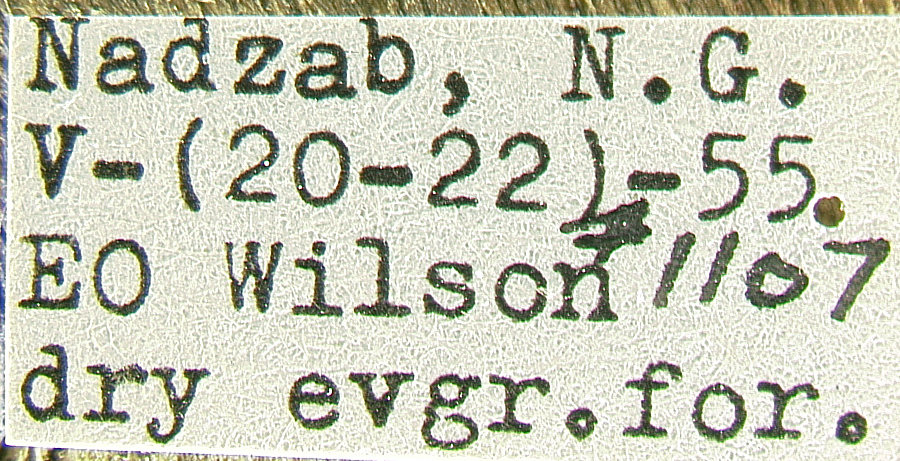 Nadzab, N.G.
V-(20-22)-55.
EO Wilson 1107
dry evgr.for.